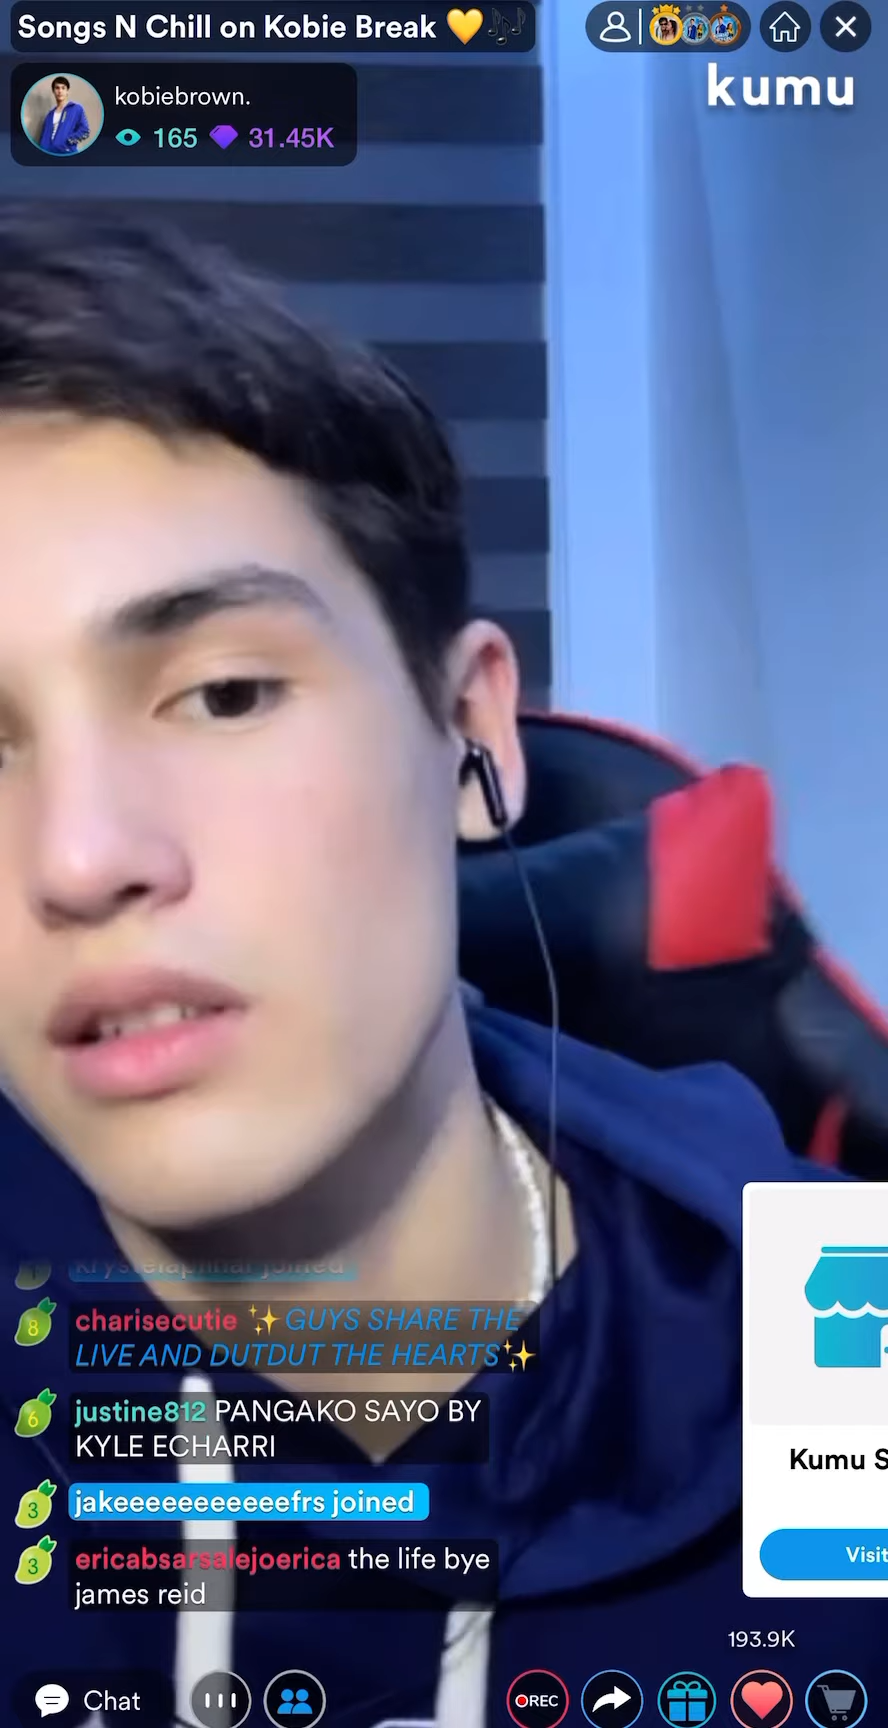 Songs N Chill on Kobie Break 💛🎶
kobiebrown.
165 31.45K
kumu
joined
8 charisecutie ✨GUYS SHARE THE
LIVE AND DUTDUT THE HEARTS✨
6 justine812 PANGAKO SAYO BY
KYLE ECHARRI
3 jakeeeeeeeeeeefrs joined
3 ericabsarsalejoerica the life bye
james reid
Kumu S
Visit
193.9K
Chat
REC